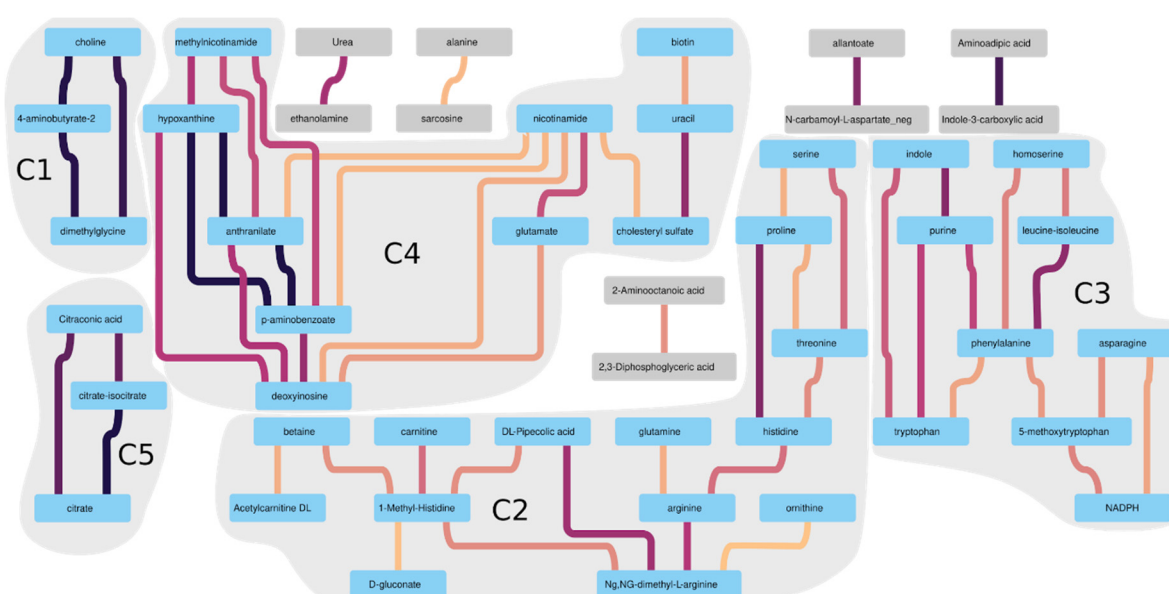 choline
methylnicotinamide
Urea
alanine
biotin
allantoate
Aminoadipic acid
4-aminobutyrate-2
hypoxanthine
ethanolamine
sarcosine
nicotinamide
uracil
N-carbamoyl-L-aspartate_neg
Indole-3-carboxylic acid
C1
serine
indole
homoserine
dimethylglycine
anthranilate
glutamate
cholesteryl sulfate
proline
purine
leucine-isoleucine
C4
2-Aminooctanoic acid
C3
Citraconic acid
p-aminobenzoate
threonine
phenylalanine
asparagine
2,3-Diphosphoglyceric acid
citrate-isocitrate
deoxyinosine
C5
betaine
carnitine
DL-Pipecolic acid
glutamine
histidine
tryptophan
5-methoxytryptophan
citrate
Acetylcarnitine DL
1-Methyl-Histidine
C2
arginine
ornithine
NADPH
D-gluconate
Ng,NG-dimethyl-L-arginine